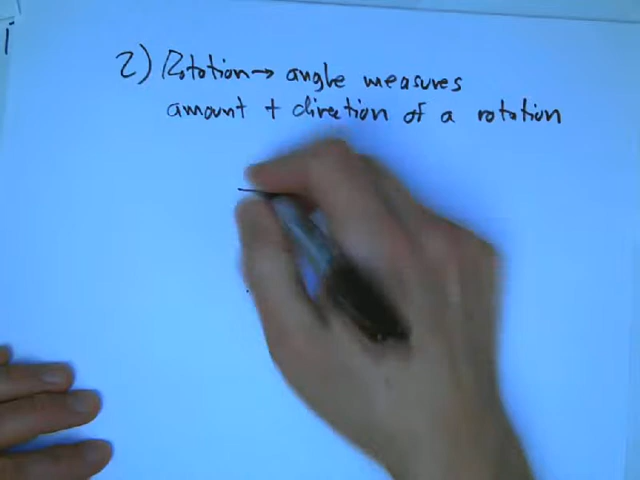 2) Rotation → angle measures
amount + direction of a rotation